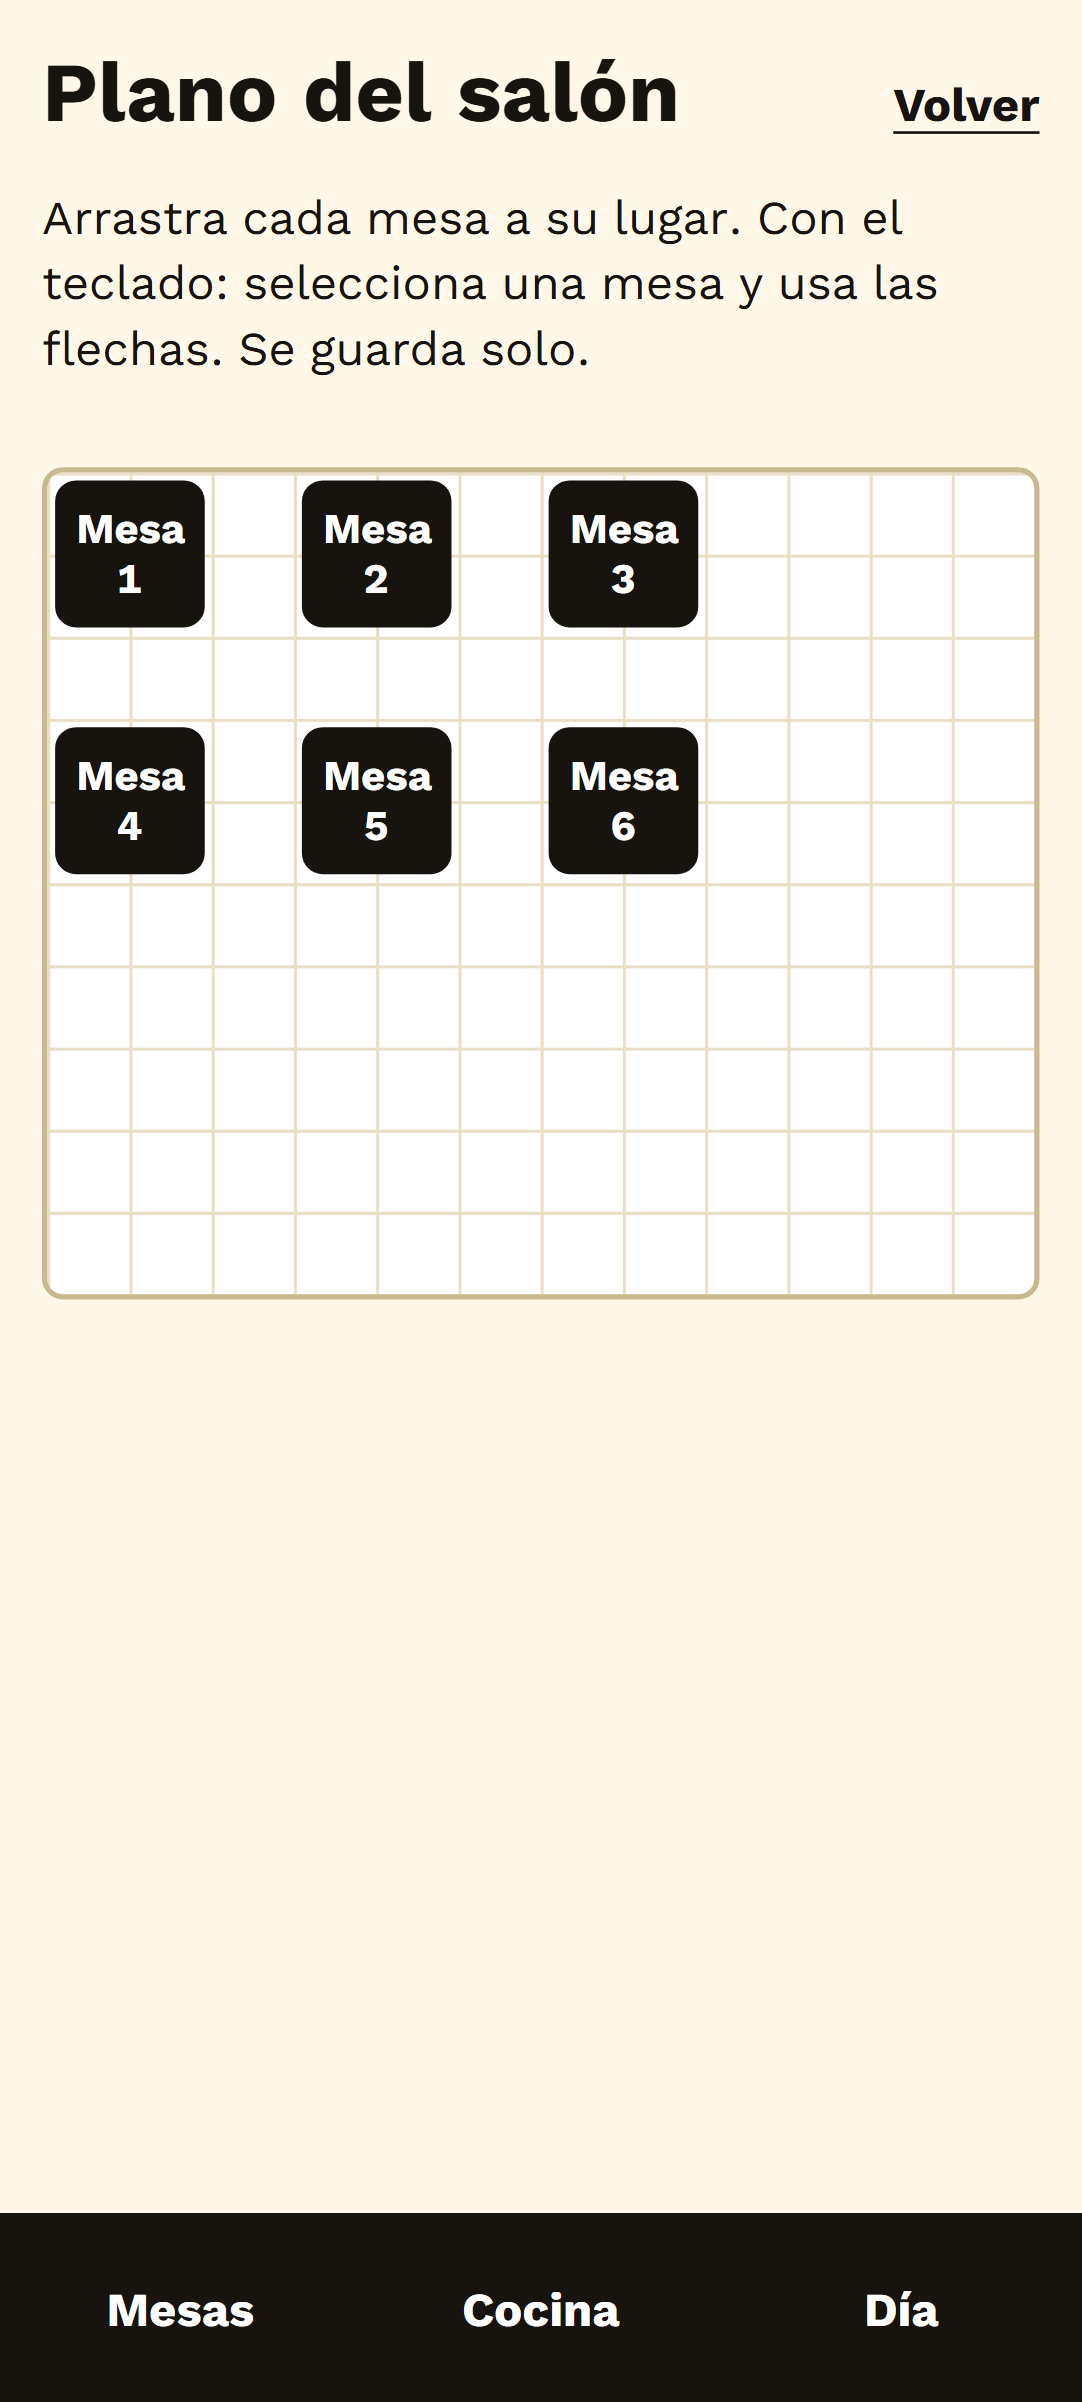 Plano del salón
Volver
Arrastra cada mesa a su lugar. Con el
teclado: selecciona una mesa y usa las
flechas. Se guarda solo.
Mesa
1
Mesa
2
Mesa
3
Mesa
4
Mesa
5
Mesa
6
Mesas
Cocina
Día